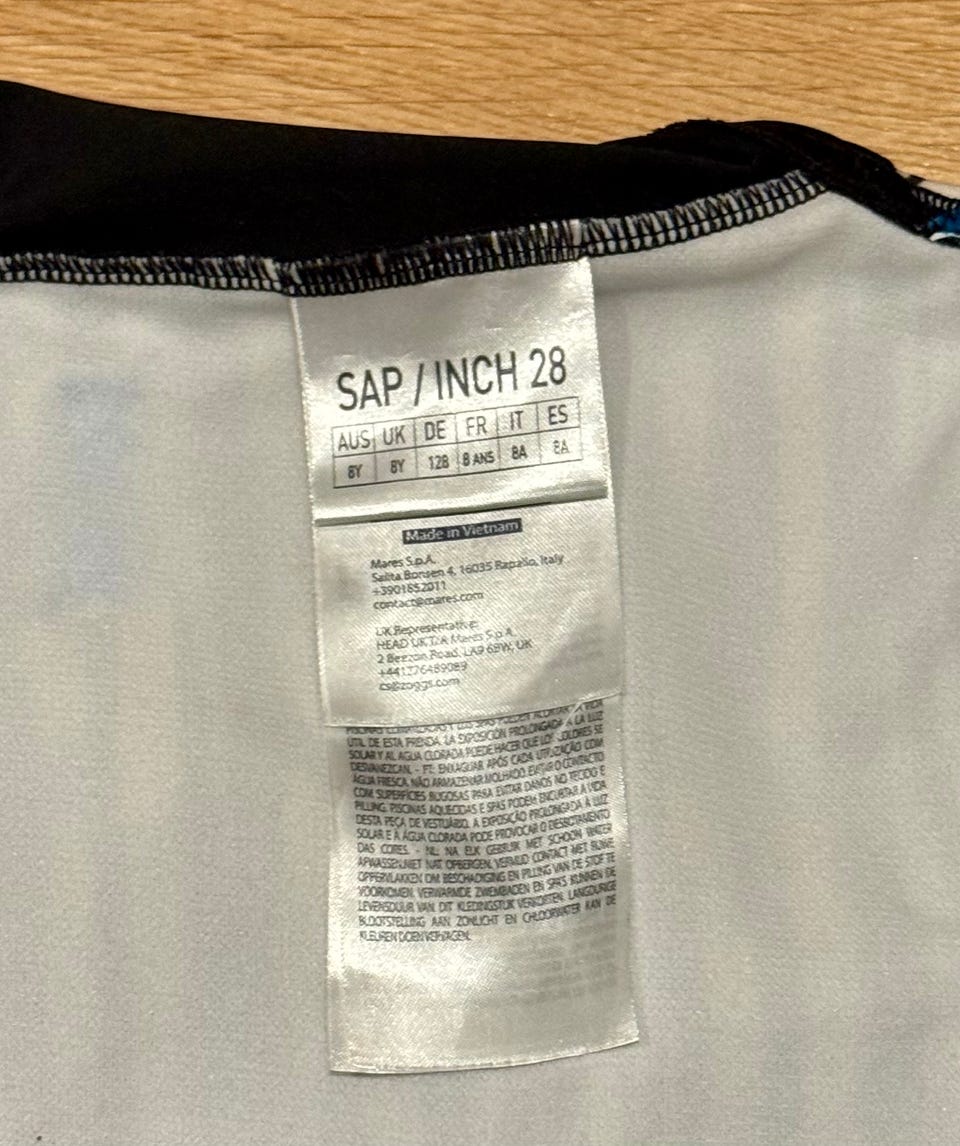 SAP / INCH 28
AUS UK DE FR IT ES
8Y 8Y 128 8 ANS 8A 8A
Made in Vietnam
Mares S.p.A.
Salita Bonsen 4, 16035 Rapallo, Italy
+3901852011
contact@mares.com
UK Representative:
HEAD UK T/A Mares S.p.A.
2 Beezon Road, LA9 6BW, UK
+441276489089
cs@zoggs.com
PISCINAS CLIMATIZADAS Y LOS SPAS PUEDEN ACORTAR LA VIDA
ÚTIL DE ESTA PRENDA. LA EXPOSICIÓN PROLONGADA A LA LUZ
SOLAR Y AL AGUA CLORADA PUEDE HACER QUE LOS COLORES SE
DESVANEZCAN. - PT: ENXAGUAR APÓS CADA UTILIZAÇÃO COM
ÁGUA FRESCA. NÃO ARMAZENAR MOLHADO. EVITAR O CONTACTO
COM SUPERFÍCIES RUGOSAS PARA EVITAR DANOS NO TECIDO E
PILLING. PISCINAS AQUECIDAS E SPAS PODEM ENCURTAR A VIDA
DESTA PEÇA DE VESTUÁRIO. A EXPOSIÇÃO PROLONGADA À LUZ
SOLAR E À ÁGUA CLORADA PODE PROVOCAR O DESBOTAMENTO
DAS CORES. - NL: NA ELK GEBRUIK MET SCHOON WATER
AFWASSEN. NIET NAT OPBERGEN. VERMIJD CONTACT MET RUWE
OPPERVLAKKEN OM BESCHADIGING EN PILLING VAN DE STOF TE
VOORKOMEN. VERWARMDE ZWEMBADEN EN SPA'S KUNNEN DE
LEVENSDUUR VAN DIT KLEDINGSTUK VERKORTEN. LANGDURIGE
BLOOTSTELLING AAN ZONLICHT EN CHLOORWATER KAN DE
KLEUREN DOEN VERVAGEN.